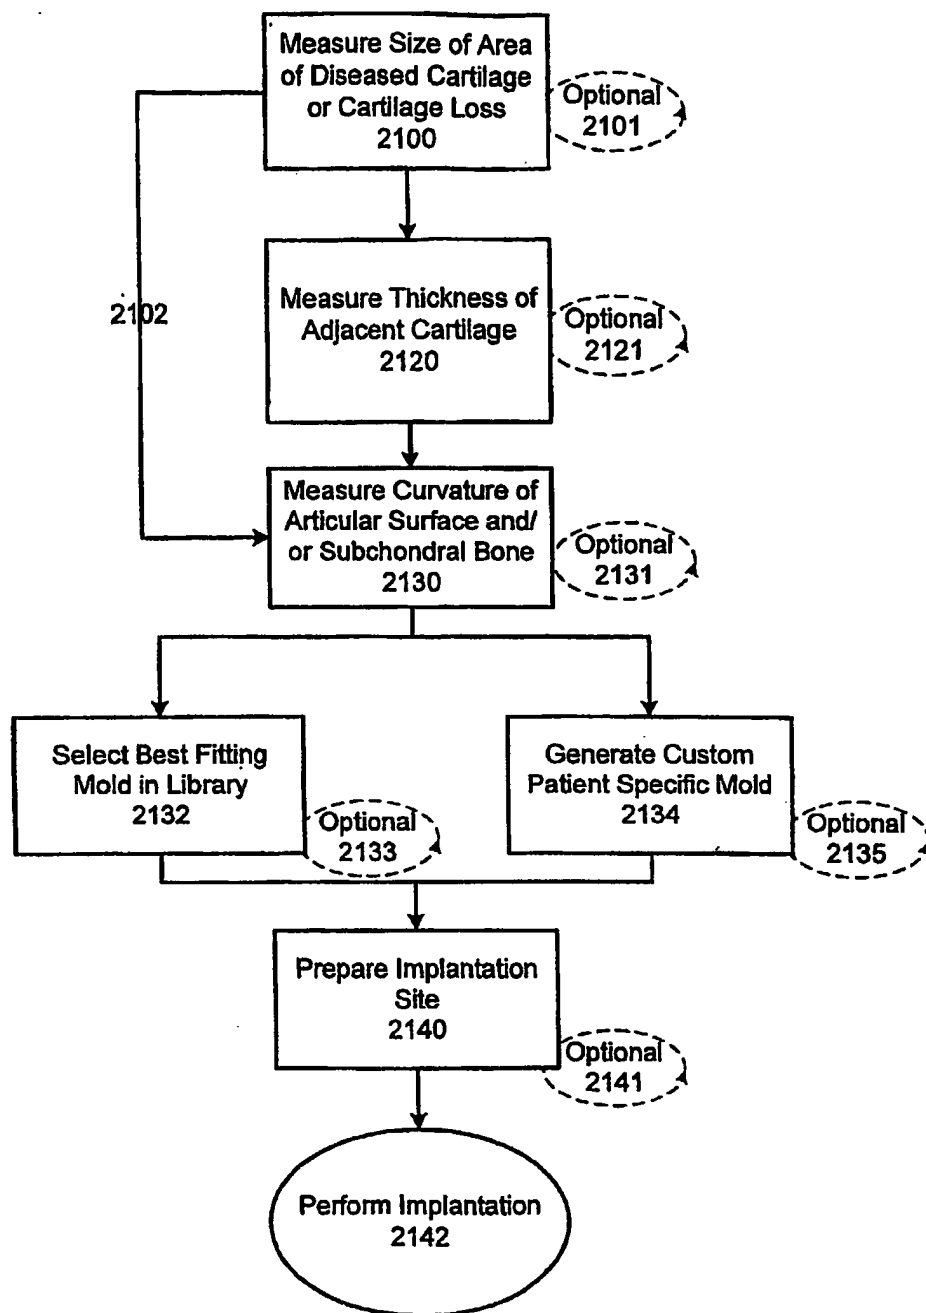 Measure Size of Area
of Diseased Cartilage
or Cartilage Loss
2100
Optional
2101
2102
Measure Thickness of
Adjacent Cartilage
2120
Optional
2121
Measure Curvature of
Articular Surface and/
or Subchondral Bone
2130
Optional
2131
Select Best Fitting
Mold in Library
2132
Optional
2133
Generate Custom
Patient Specific Mold
2134
Optional
2135
Prepare Implantation
Site
2140
Optional
2141
Perform Implantation
2142